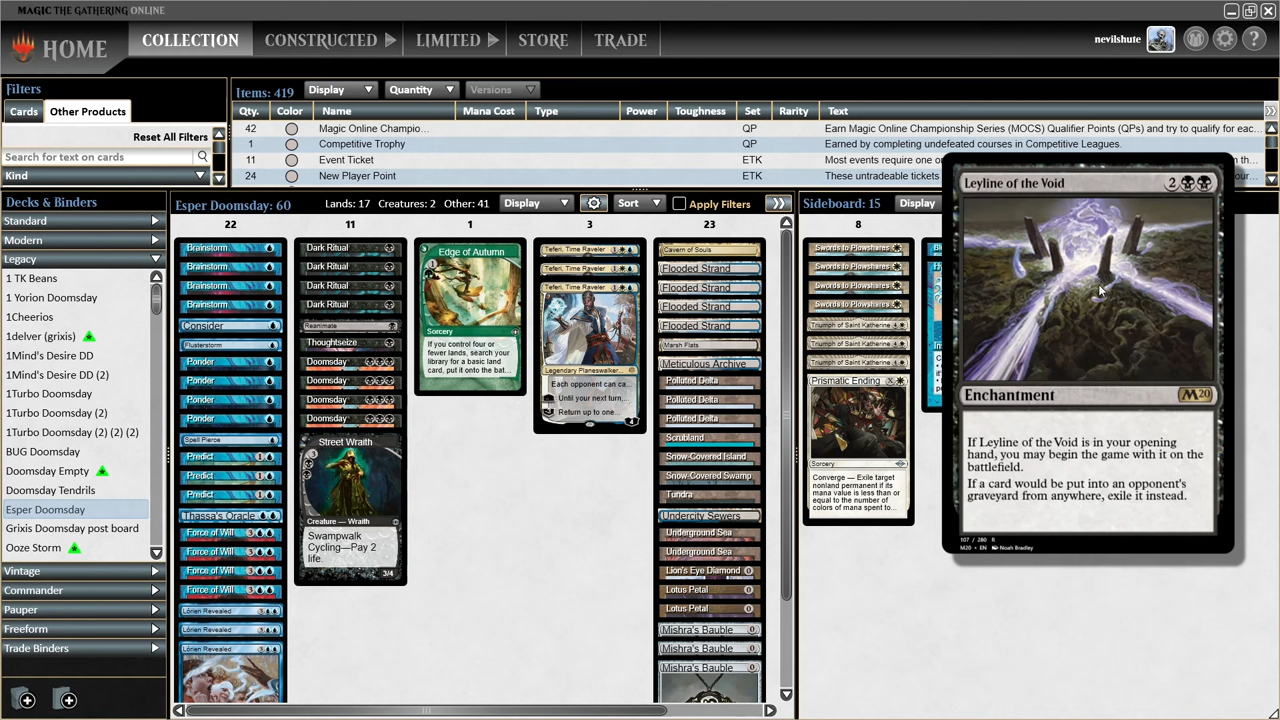 MAGIC THE GATHERING ONLINE
HOME
COLLECTION
CONSTRUCTED
LIMITED
STORE
TRADE
nevilshute
Filters
Cards
Other Products
Reset All Filters
Search for text on cards
Kind
Items: 419
Display
Quantity
Versions
Qty. Color Name Mana Cost Type Power Toughness Set Rarity Text
42 Magic Online Champio... QP Earn Magic Online Championship Series (MOCS) Qualifier Points (QPs) and try to qualify for eac...
1 Competitive Trophy QP Earned by completing undefeated courses in Competitive Leagues.
11 Event Ticket ETK Most events require one or
24 New Player Point ETK These untradeable tickets
Decks & Binders
Standard
Modern
Legacy
1 TK Beans
1 Yorion Doomsday
1Cheerios
1delver (grixis)
1Mind's Desire DD
1Mind's Desire DD (2)
1Turbo Doomsday
1Turbo Doomsday (2)
1Turbo Doomsday (2) (2) (2)
BUG Doomsday
Doomsday Empty
Doomsday Tendrils
Esper Doomsday
Grixis Doomsday post board
Ooze Storm
Vintage
Commander
Pauper
Freeform
Trade Binders
Esper Doomsday: 60
Lands: 17 Creatures: 2 Other: 41
Display
Sort
Apply Filters
22
Brainstorm
Brainstorm
Brainstorm
Brainstorm
Consider
Flusterstorm
Ponder
Ponder
Ponder
Ponder
Spell Pierce
Predict
Predict
Predict
Thassa's Oracle
Force of Will
Force of Will
Force of Will
Force of Will
Lórien Revealed
Lórien Revealed
Lórien Revealed
11
Dark Ritual
Dark Ritual
Dark Ritual
Dark Ritual
Reanimate
Thoughtseize
Doomsday
Doomsday
Doomsday
Doomsday
Street Wraith
Creature — Wraith
Swampwalk
Cycling—Pay 2
life.
3/4
1
Edge of Autumn
Sorcery
If you control four or
fewer lands, search your
library for a basic land
card, put it onto the bat...
3
Teferi, Time Raveler
Teferi, Time Raveler
Teferi, Time Raveler
Legendary Planeswalker...
Each opponent can ca...
Until your next turn,...
Return up to one...
4
23
Cavern of Souls
Flooded Strand
Flooded Strand
Flooded Strand
Flooded Strand
Marsh Flats
Meticulous Archive
Polluted Delta
Polluted Delta
Polluted Delta
Scrubland
Snow-Covered Island
Snow-Covered Swamp
Tundra
Undercity Sewers
Underground Sea
Underground Sea
Lion's Eye Diamond 0
Lotus Petal 0
Lotus Petal 0
Mishra's Bauble 0
Mishra's Bauble 0
Mishra's Bauble 0
Sideboard: 15
Display
8
Swords to Plowshares
Swords to Plowshares
Swords to Plowshares
Swords to Plowshares
Triumph of Saint Katherine
Triumph of Saint Katherine
Triumph of Saint Katherine
Prismatic Ending
Sorcery
Converge — Exile target
nonland permanent if its
mana value is less than or
equal to the number of
colors of mana spent to...
Leyline of the Void
2
Enchantment
M20
If Leyline of the Void is in your opening
hand, you may begin the game with it on the
battlefield.
If a card would be put into an opponent's
graveyard from anywhere, exile it instead.
107 / 280 R
M20 • EN Noah Bradley